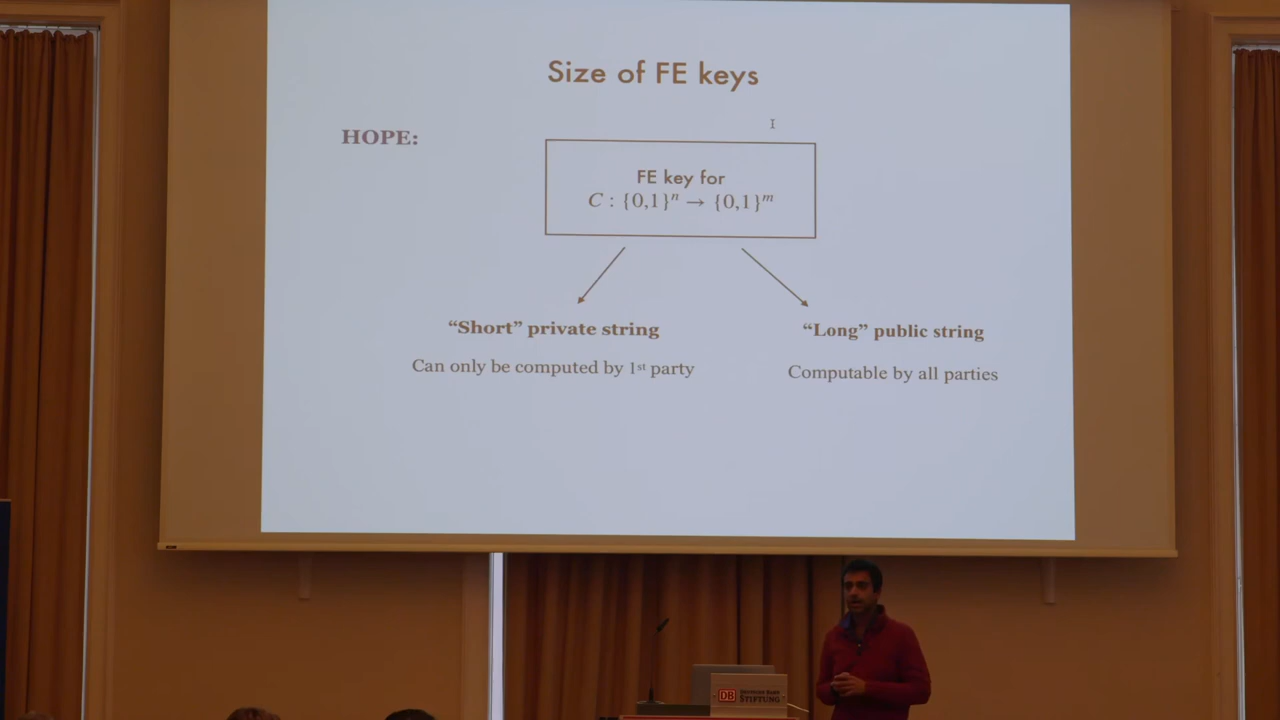 Size of FE keys
HOPE:
FE key for
C : {0,1}ⁿ → {0,1}ᵐ
“Short” private string
“Long” public string
Can only be computed by 1st party
Computable by all parties
DB
STIFTUNG